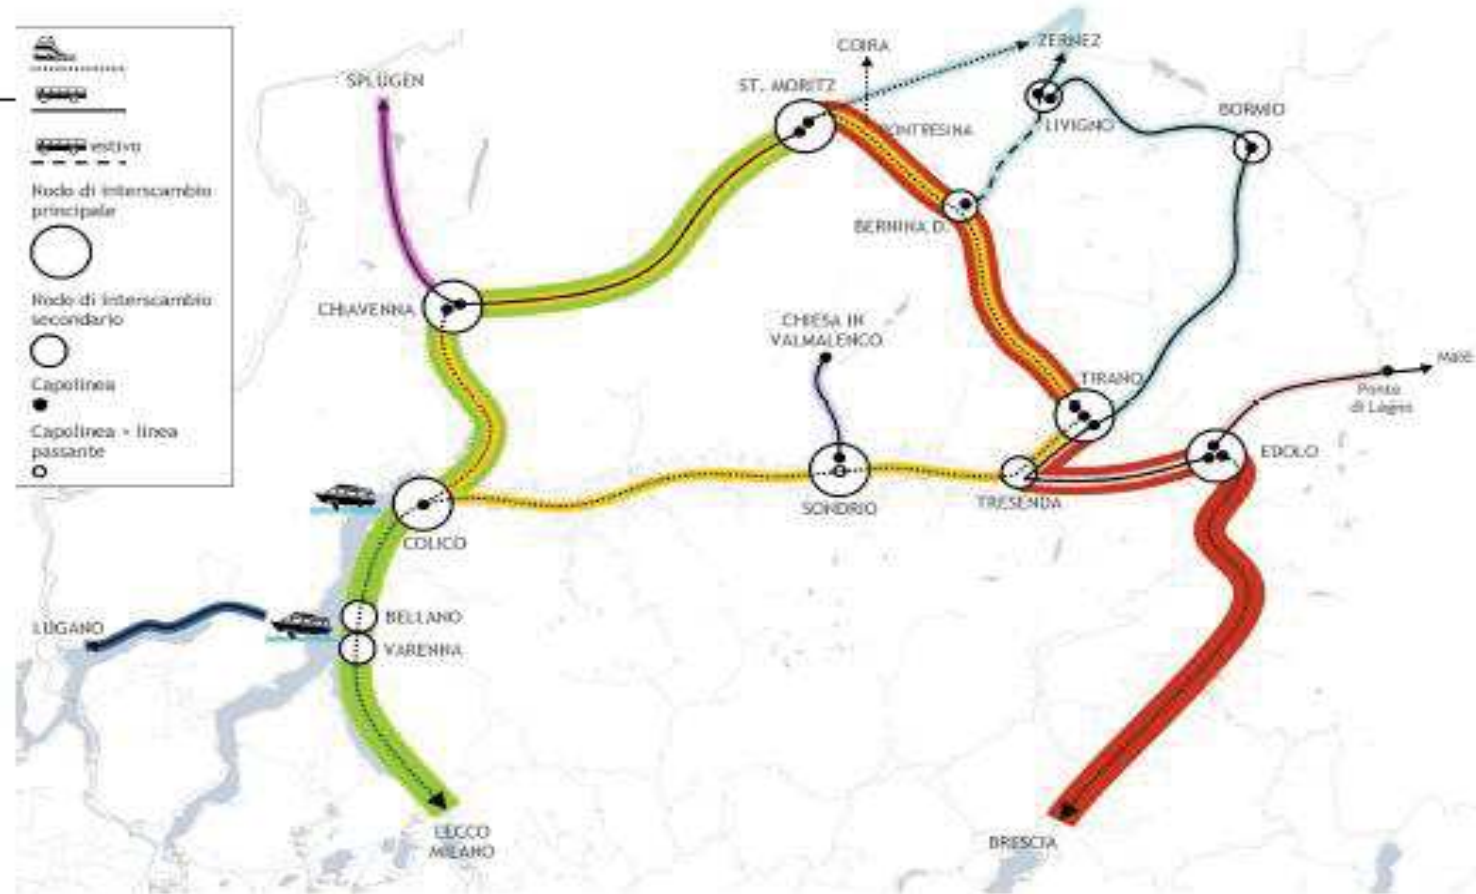 estivo
Nodo di interscambio
principale
Nodo di interscambio
secondario
Capolinea
Capolinea + linea
passante
SPLUGEN
COIRA
ZERNEZ
ST. MORITZ
PONTRESINA
LIVIGNO
BORMIO
BERNINA D.
CHIAVENNA
CHIESA IN
VALMALENCO
TIRANO
Malè
Ponte
di Legno
EDOLO
SONDRIO
TRESENDA
COLICO
BELLANO
LUGANO
VARENNA
LECCO
MILANO
BRESCIA